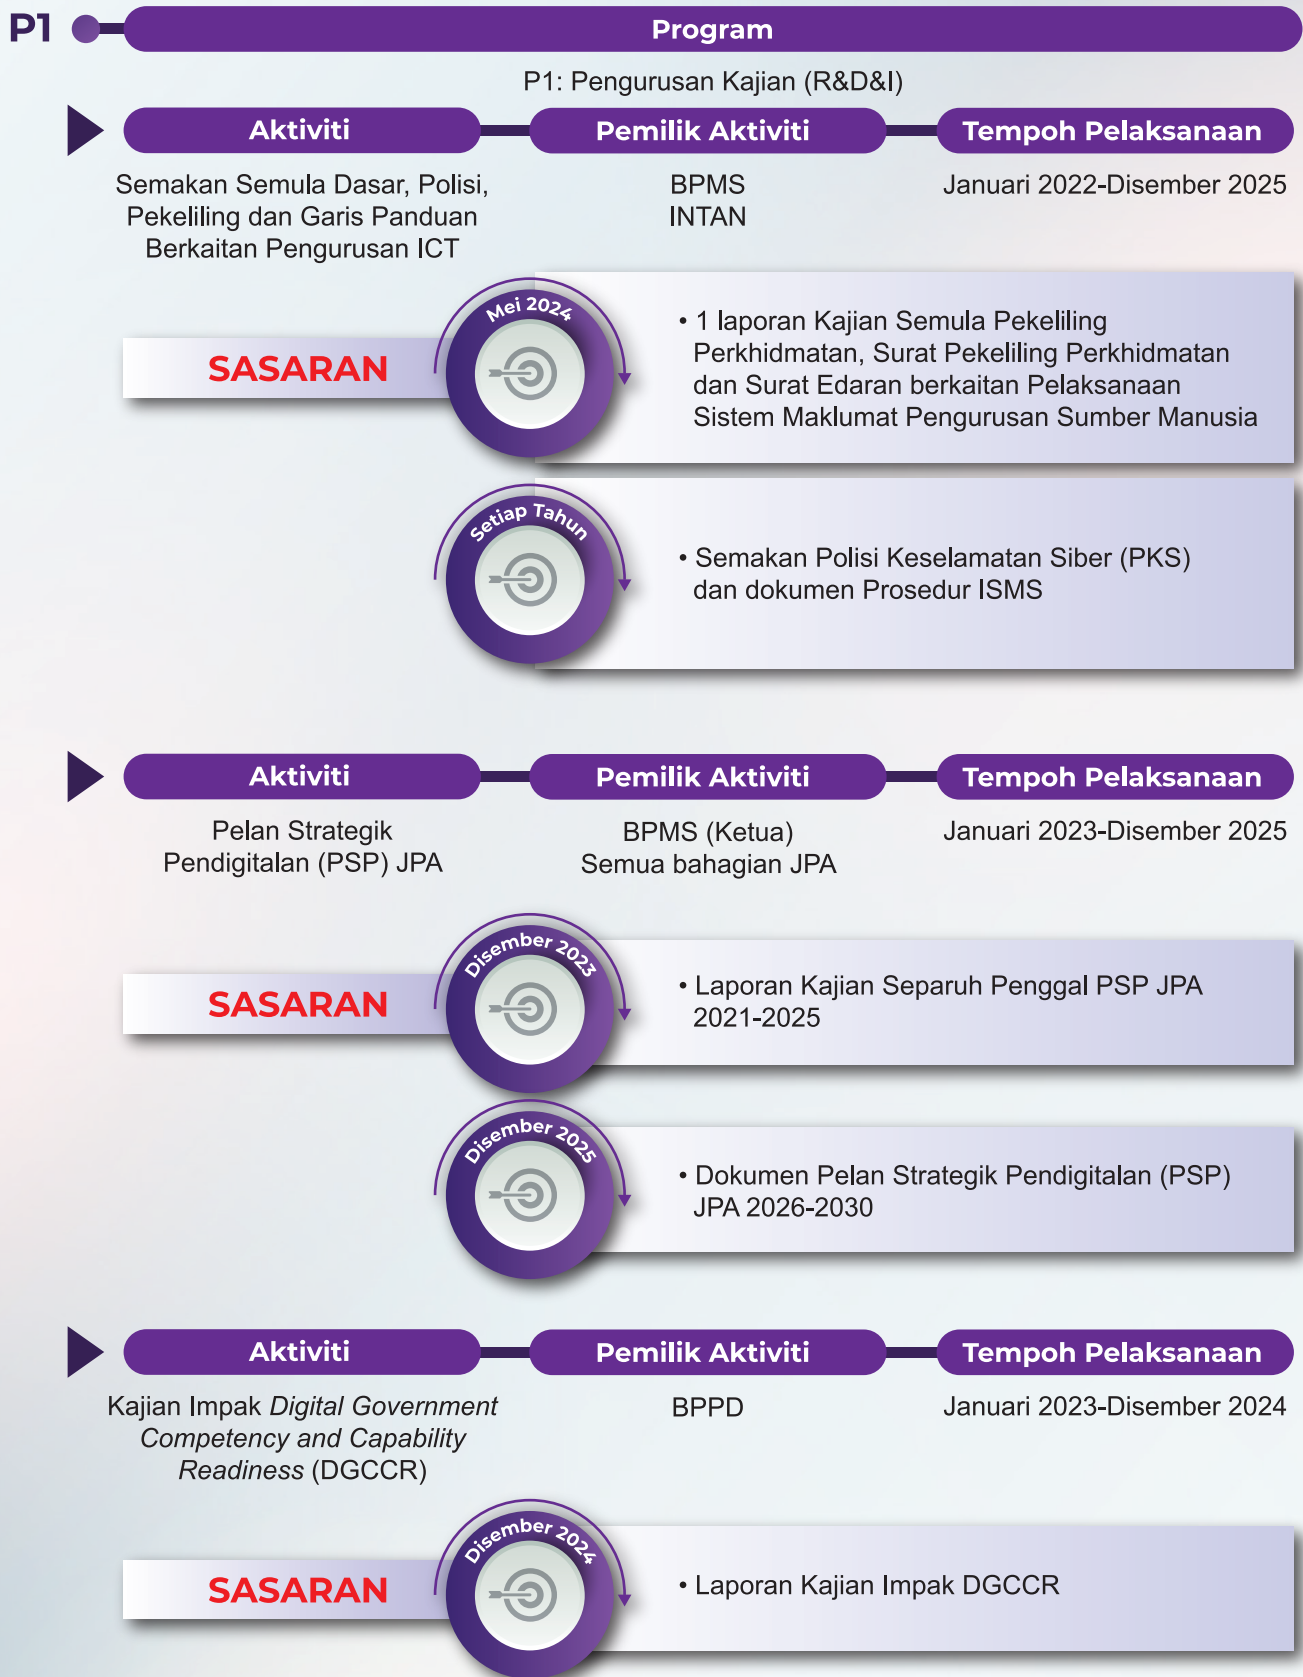 P1
Program
P1: Pengurusan Kajian (R&D&I)
Aktiviti
Pemilik Aktiviti
Tempoh Pelaksanaan
Semakan Semula Dasar, Polisi,
Pekeliling dan Garis Panduan
Berkaitan Pengurusan ICT
BPMS
INTAN
Januari 2022-Disember 2025
SASARAN
Mei 2024
• 1 laporan Kajian Semula Pekeliling
Perkhidmatan, Surat Pekeliling Perkhidmatan
dan Surat Edaran berkaitan Pelaksanaan
Sistem Maklumat Pengurusan Sumber Manusia
Setiap Tahun
• Semakan Polisi Keselamatan Siber (PKS)
dan dokumen Prosedur ISMS
Aktiviti
Pemilik Aktiviti
Tempoh Pelaksanaan
Pelan Strategik
Pendigitalan (PSP) JPA
BPMS (Ketua)
Semua bahagian JPA
Januari 2023-Disember 2025
SASARAN
Disember 2023
• Laporan Kajian Separuh Penggal PSP JPA
2021-2025
Disember 2025
• Dokumen Pelan Strategik Pendigitalan (PSP)
JPA 2026-2030
Aktiviti
Pemilik Aktiviti
Tempoh Pelaksanaan
Kajian Impak Digital Government
Competency and Capability
Readiness (DGCCR)
BPPD
Januari 2023-Disember 2024
SASARAN
Disember 2024
• Laporan Kajian Impak DGCCR